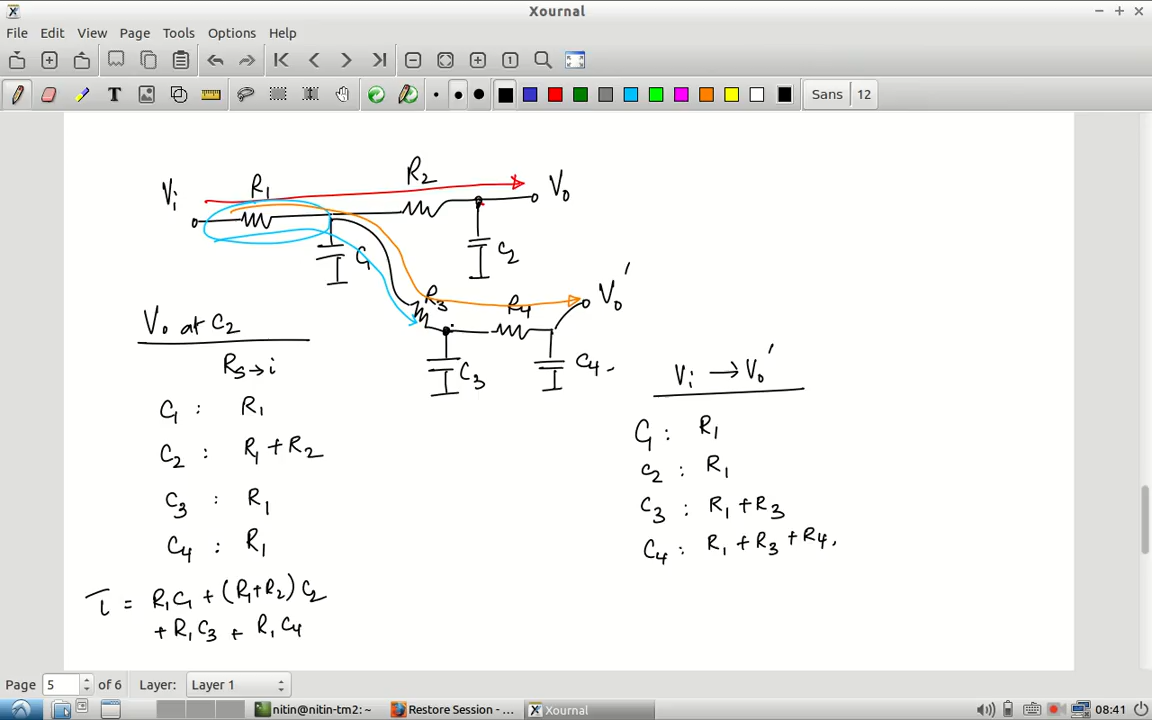 Xournal
File Edit View Page Tools Options Help
Sans 12
Vi R1 R2 Vo
C1 C2
R3 R4 Vo'
C3 C4
Vo at C2
Rs→i
C1 : R1
C2 : R1 + R2
C3 : R1
C4 : R1
τ = R1C1 + (R1+R2) C2
+ R1C3 + R1C4
Vi → Vo'
C1 : R1
C2 : R1
C3 : R1 + R3
C4 : R1 + R3 + R4.
Page 5 of 6 Layer: Layer 1
nitin@nitin-tm2: ~ Restore Session - ... Xournal 08:41